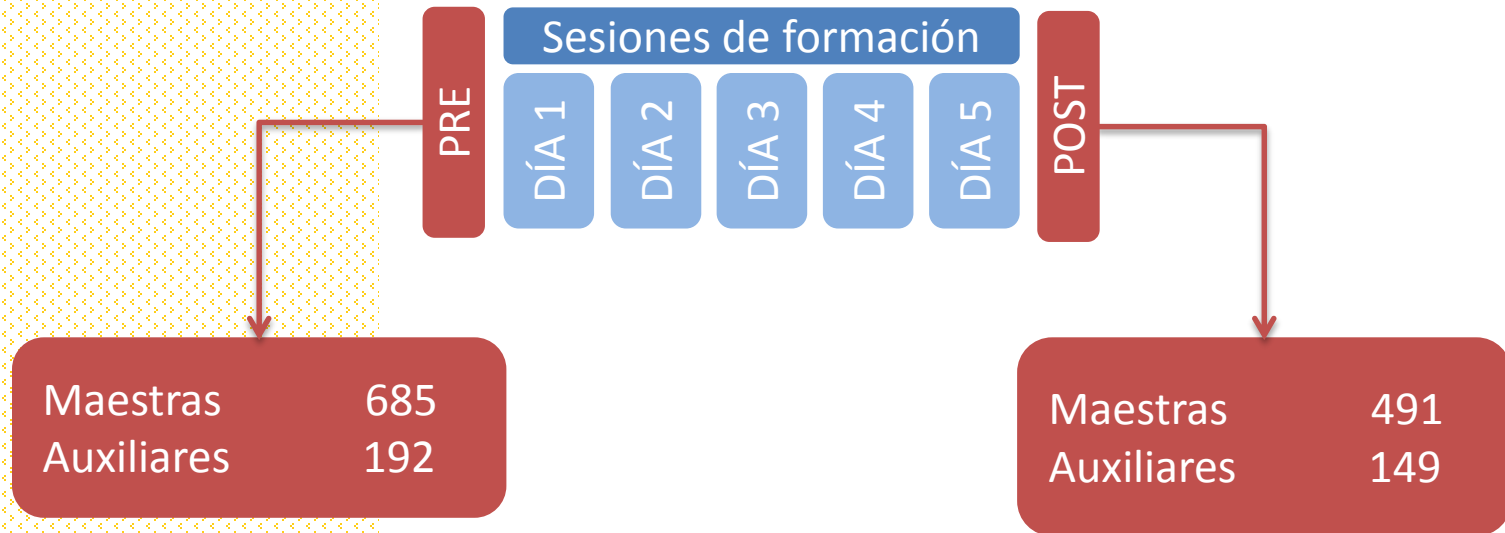 Sesiones de formación
PRE
DÍA 1
DÍA 2
DÍA 3
DÍA 4
DÍA 5
POST
Maestras 685
Auxiliares 192
Maestras 491
Auxiliares 149